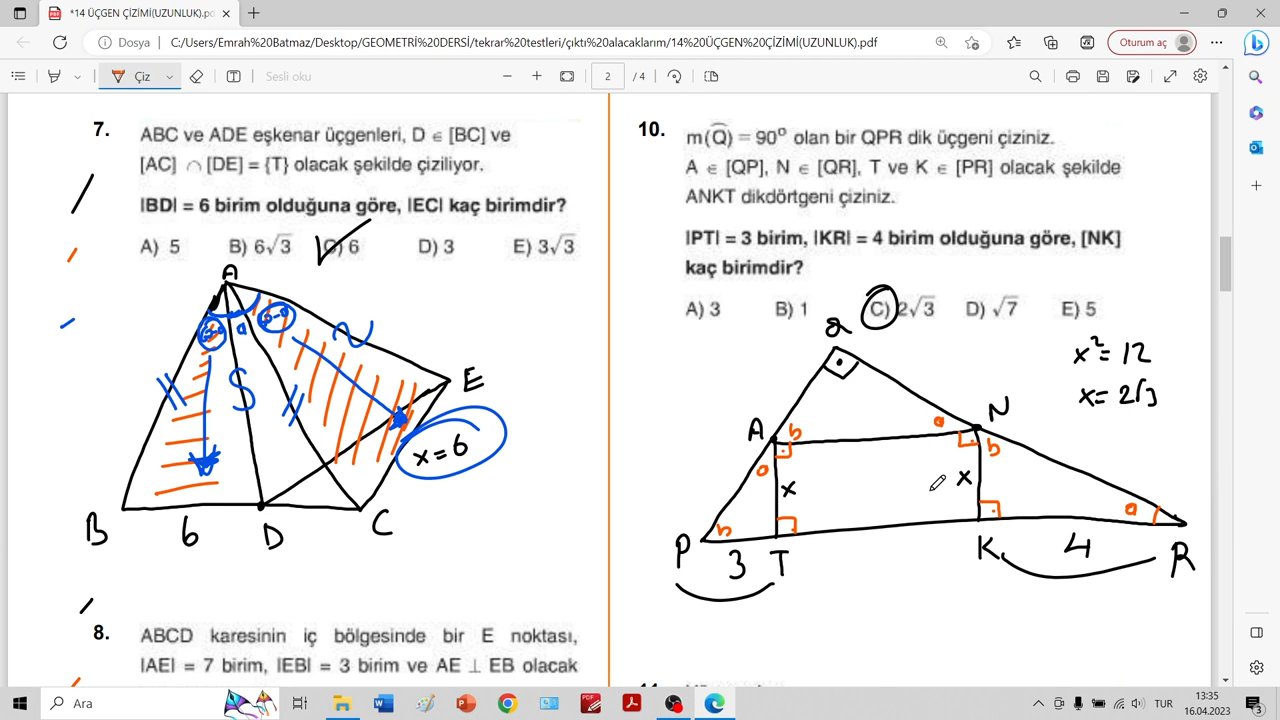 *14 ÜÇGEN ÇİZİMİ(UZUNLUK).pd
Dosya
C:/Users/Emrah%20Batmaz/Desktop/GEOMETRİ%20DERSİ/tekrar%20testleri/çıktı%20alacaklarım/14%20ÜÇGEN%20ÇİZİMİ(UZUNLUK).pdf
Oturum aç
Çiz
Sesli oku
2 / 4
7. ABC ve ADE eşkenar üçgenleri, D ∈ [BC] ve
[AC] ∩ [DE] = {T} olacak şekilde çiziliyor.
|BD| = 6 birim olduğuna göre, |EC| kaç birimdir?
A) 5 B) 6√3 C) 6 D) 3 E) 3√3
A
60-a a 60-a
S
E
x=6
B 6 D C
8. ABCD karesinin iç bölgesinde bir E noktası,
|AE| = 7 birim, |EB| = 3 birim ve AE ⊥ EB olacak
10. m(Q̂) = 90° olan bir QPR dik üçgeni çiziniz.
A ∈ [QP], N ∈ [QR], T ve K ∈ [PR] olacak şekilde
ANKT dikdörtgeni çiziniz.
|PT| = 3 birim, |KR| = 4 birim olduğuna göre, [NK]
kaç birimdir?
A) 3 B) 1 C) 2√3 D) √7 E) 5
Q
x²=12
x=2√3
A b a N
a x x b
b a
P 3 T K 4 R
Ara
TUR
13:35
16.04.2023
3